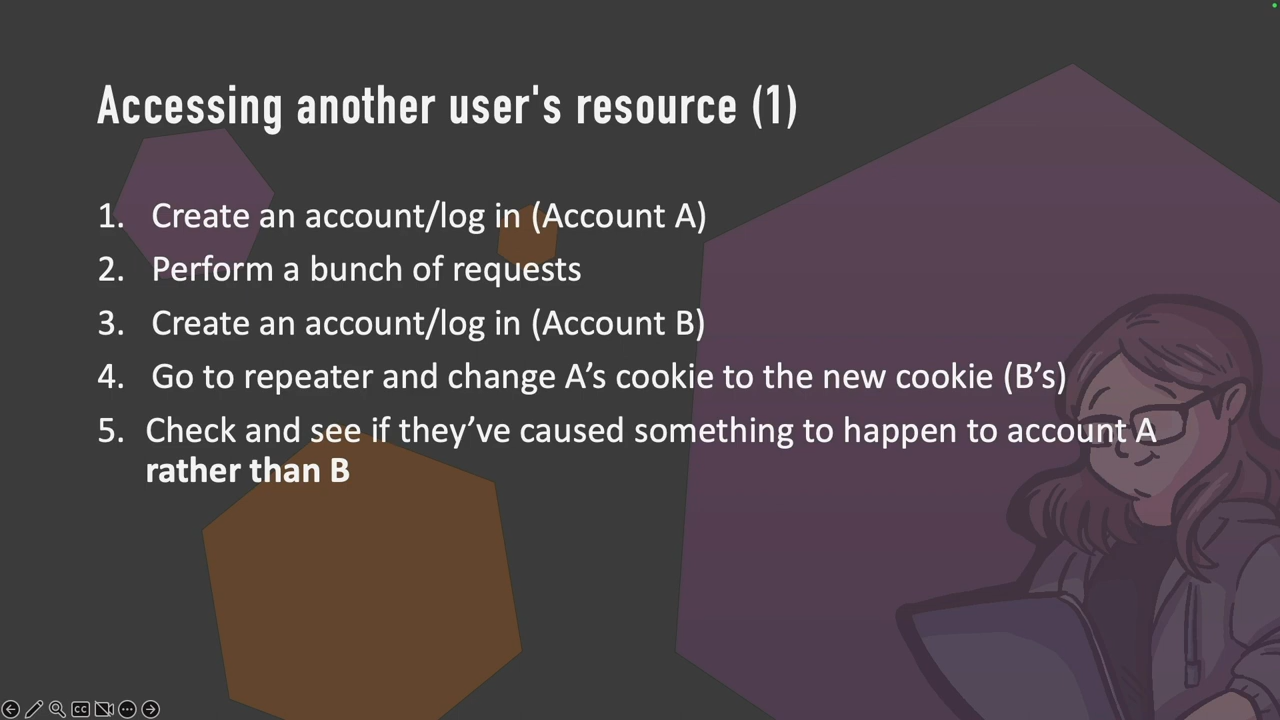 Accessing another user's resource (1)
1. Create an account/log in (Account A)
2. Perform a bunch of requests
3. Create an account/log in (Account B)
4. Go to repeater and change A’s cookie to the new cookie (B’s)
5. Check and see if they’ve caused something to happen to account A
rather than B
CC